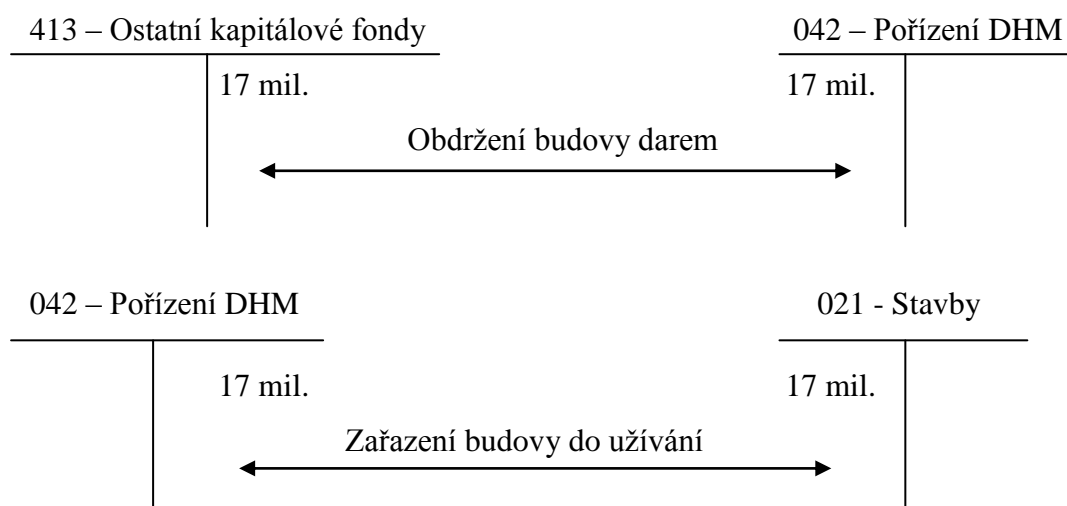 413 – Ostatní kapitálové fondy 042 – Pořízení DHM
17 mil. 17 mil.
Obdržení budovy darem
042 – Pořízení DHM 021 - Stavby
17 mil. 17 mil.
Zařazení budovy do užívání